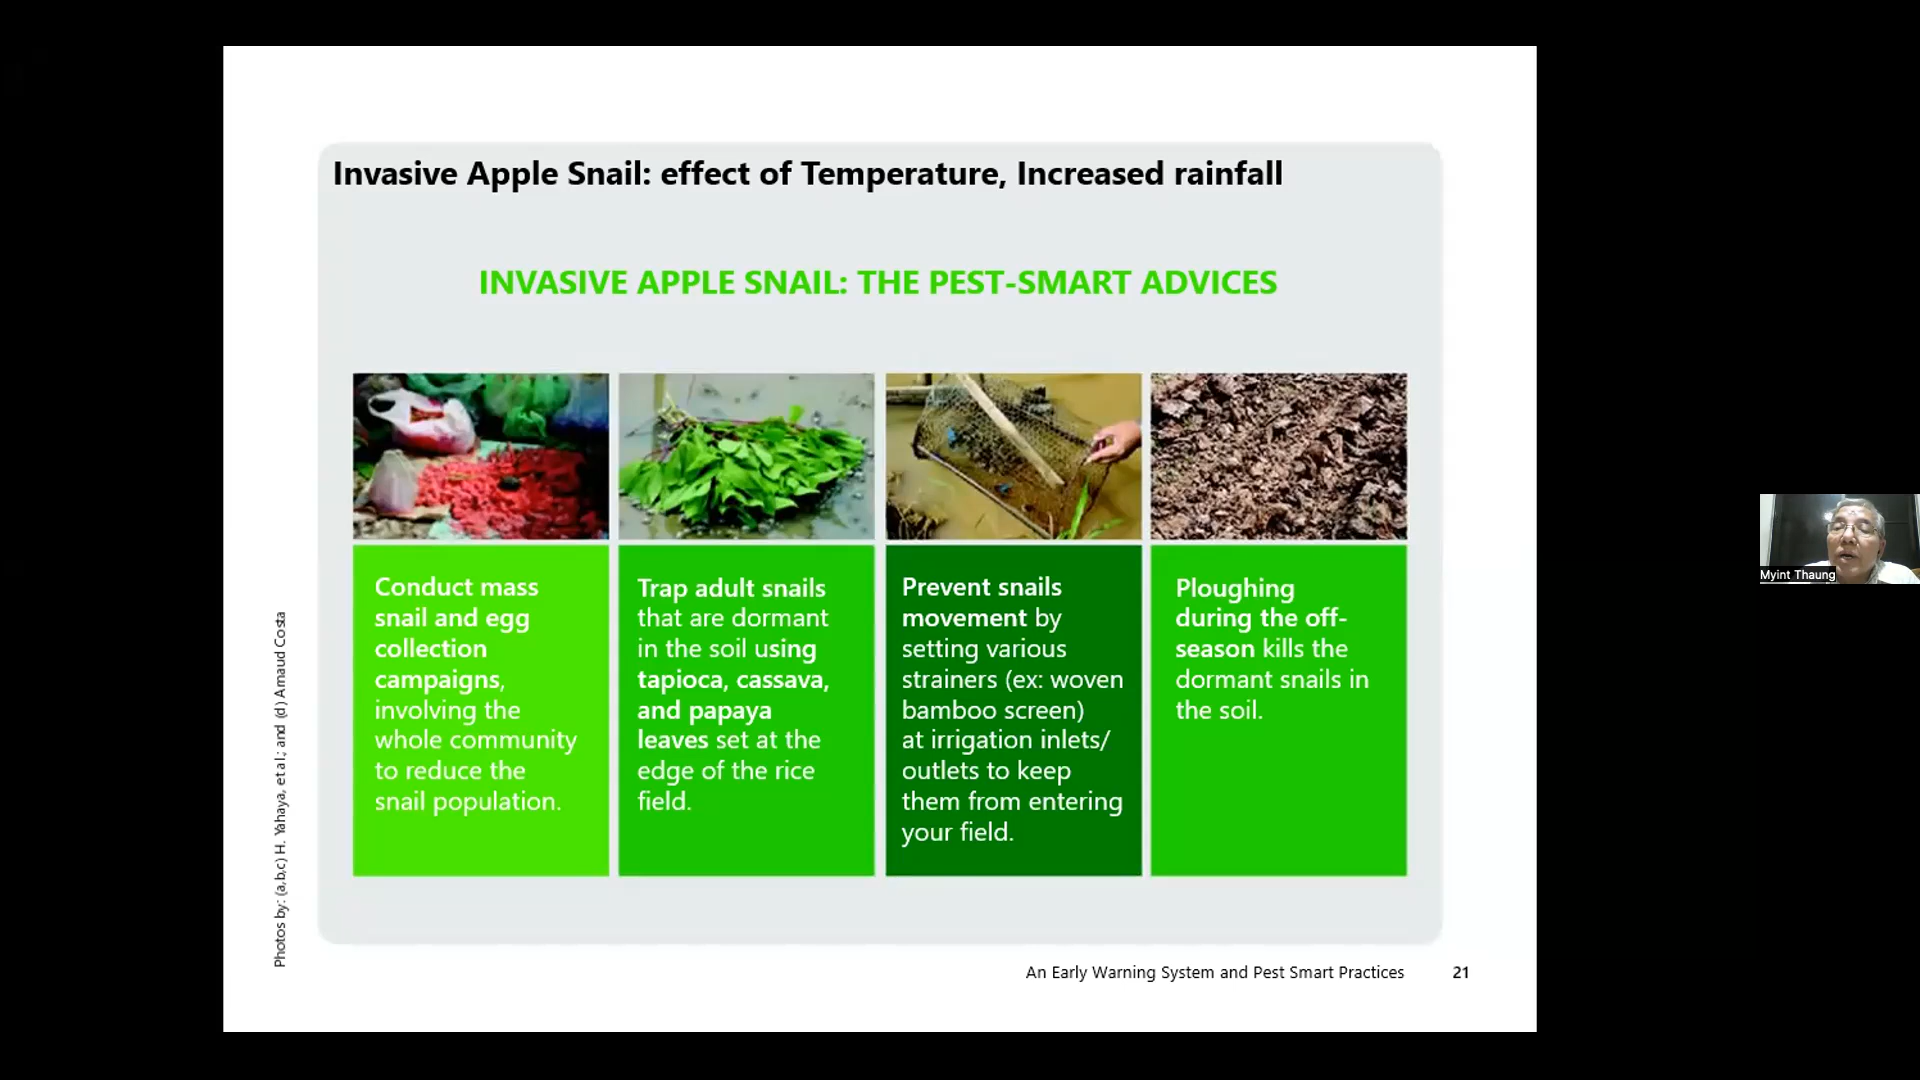 Invasive Apple Snail: effect of Temperature, Increased rainfall
INVASIVE APPLE SNAIL: THE PEST-SMART ADVICES
Conduct mass
snail and egg
collection
campaigns,
involving the
whole community
to reduce the
snail population.
Trap adult snails
that are dormant
in the soil using
tapioca, cassava,
and papaya
leaves set at the
edge of the rice
field.
Prevent snails
movement by
setting various
strainers (ex: woven
bamboo screen)
at irrigation inlets/
outlets to keep
them from entering
your field.
Ploughing
during the off-
season kills the
dormant snails in
the soil.
Photos by: (a,b,c) H. Yahaya, et al.; and (d) Arnaud Costa
An Early Warning System and Pest Smart Practices 21
Myint Thaung